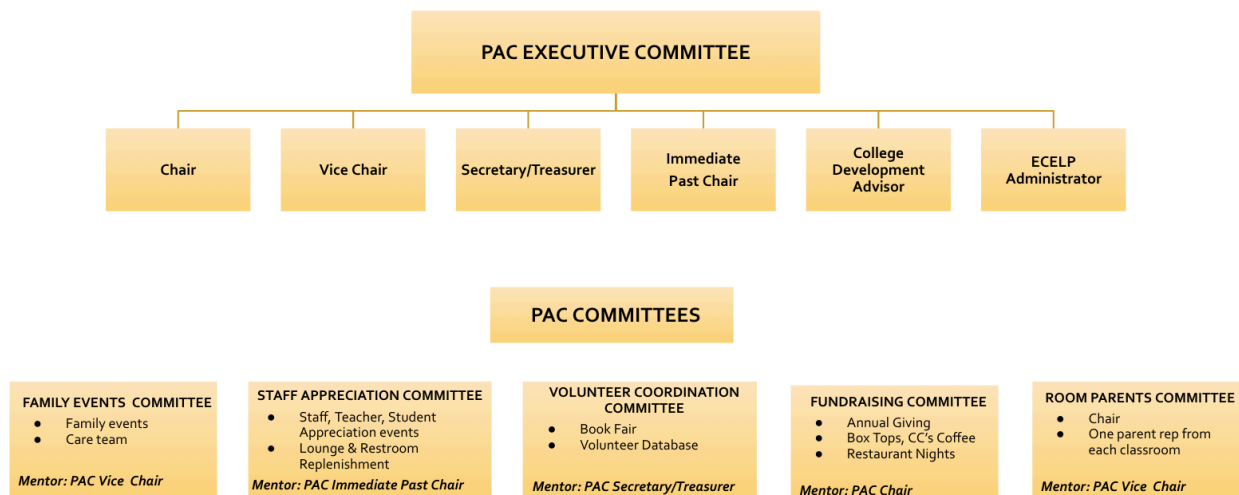 PAC EXECUTIVE COMMITTEE
Chair
Vice Chair
Secretary/Treasurer
Immediate
Past Chair
College
Development
Advisor
ECELP
Administrator
PAC COMMITTEES
FAMILY EVENTS COMMITTEE
● Family events
● Care team
Mentor: PAC Vice Chair
STAFF APPRECIATION COMMITTEE
● Staff, Teacher, Student
Appreciation events
● Lounge & Restroom
Replenishment
Mentor: PAC Immediate Past Chair
VOLUNTEER COORDINATION
COMMITTEE
● Book Fair
● Volunteer Database
Mentor: PAC Secretary/Treasurer
FUNDRAISING COMMITTEE
● Annual Giving
● Box Tops, CC's Coffee
● Restaurant Nights
Mentor: PAC Chair
ROOM PARENTS COMMITTEE
● Chair
● One parent rep from
each classroom
Mentor: PAC Vice Chair